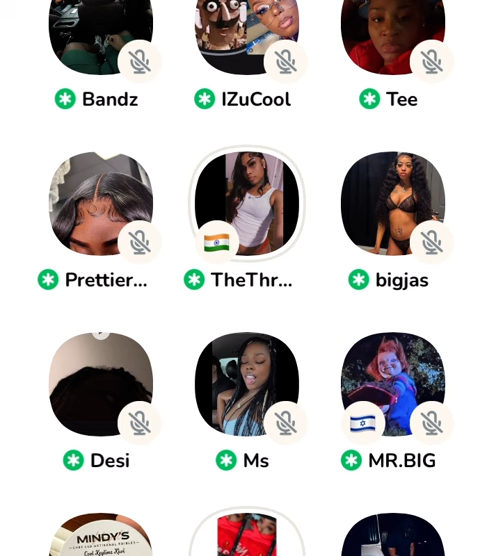 Bandz
IZuCool
Tee
Prettier...
TheThr...
bigjas
Desi
Ms
MR.BIG
MINDY'S